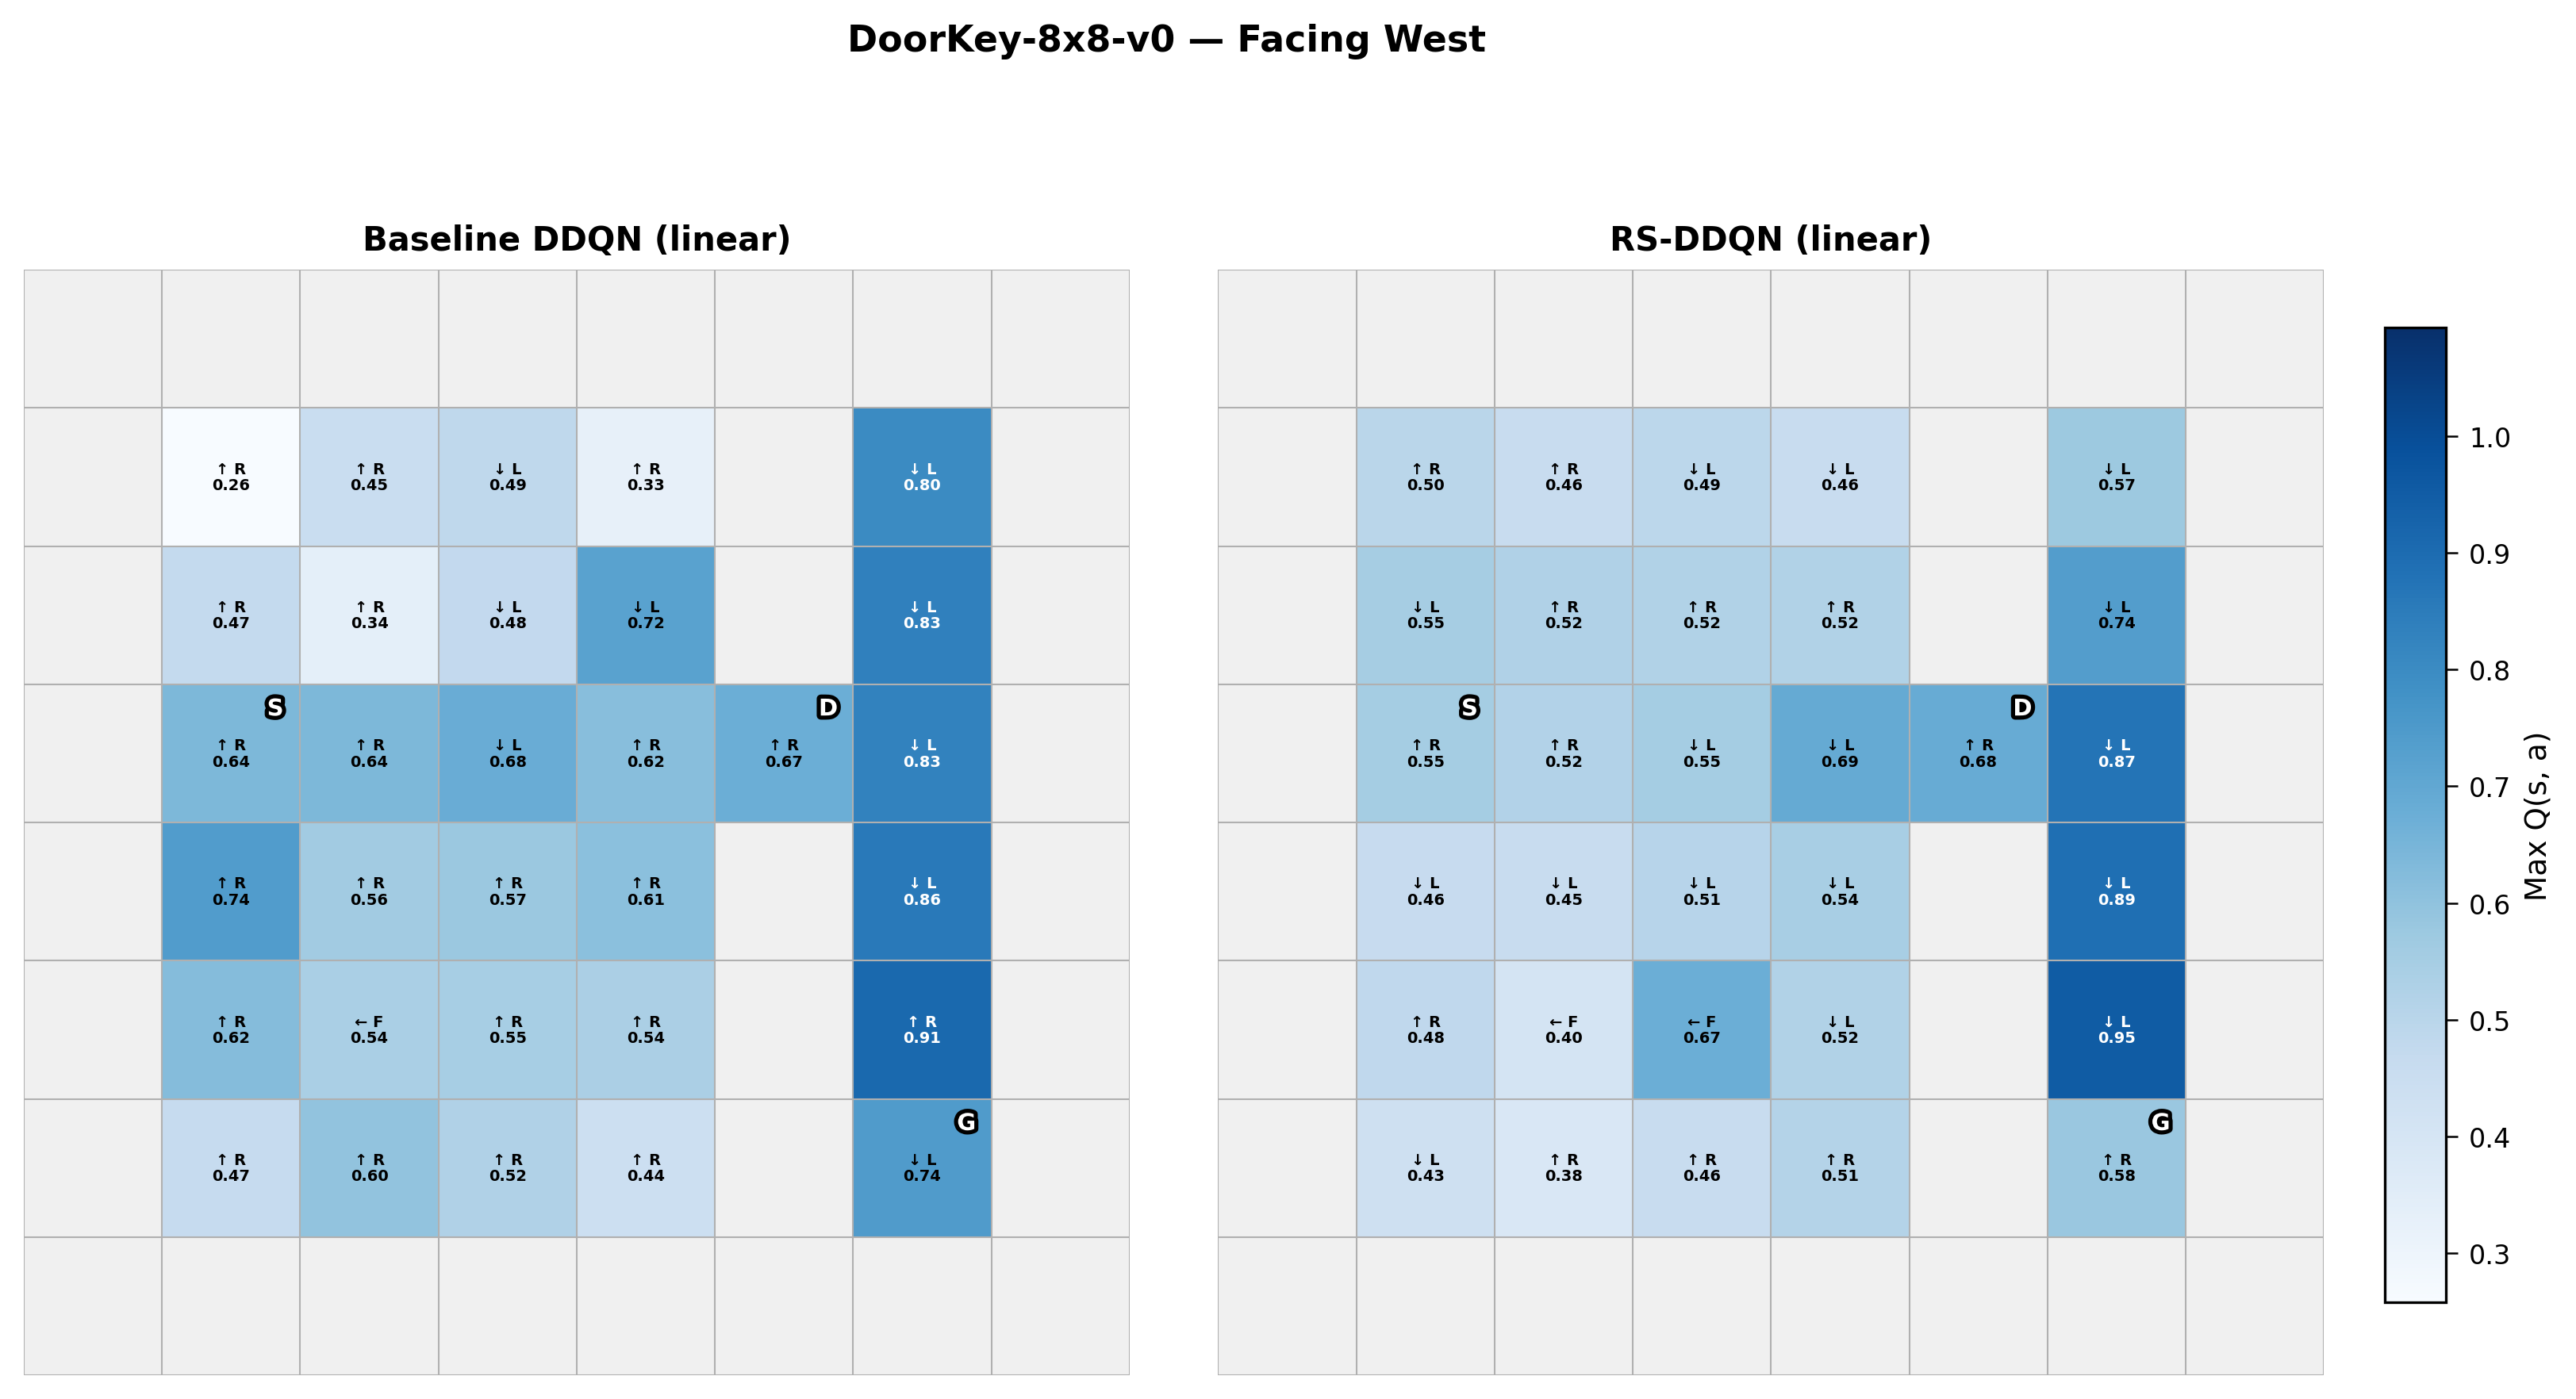 DoorKey-8x8-v0 — Facing West
Baseline DDQN (linear)
↑ R ↑ R ↓ L ↑ R ↓ L
0.26 0.45 0.49 0.33 0.80
↑ R ↑ R ↓ L ↓ L ↓ L
0.47 0.34 0.48 0.72 0.83
S D
↑ R ↑ R ↓ L ↑ R ↑ R ↓ L
0.64 0.64 0.68 0.62 0.67 0.83
↑ R ↑ R ↑ R ↑ R ↓ L
0.74 0.56 0.57 0.61 0.86
↑ R ← F ↑ R ↑ R ↑ R
0.62 0.54 0.55 0.54 0.91
G
↑ R ↑ R ↑ R ↑ R ↓ L
0.47 0.60 0.52 0.44 0.74
RS-DDQN (linear)
↑ R ↑ R ↓ L ↓ L ↓ L
0.50 0.46 0.49 0.46 0.57
↓ L ↑ R ↑ R ↑ R ↓ L
0.55 0.52 0.52 0.52 0.74
S D
↑ R ↑ R ↓ L ↓ L ↑ R ↓ L
0.55 0.52 0.55 0.69 0.68 0.87
↓ L ↓ L ↓ L ↓ L ↓ L
0.46 0.45 0.51 0.54 0.89
↑ R ← F ← F ↓ L ↓ L
0.48 0.40 0.67 0.52 0.95
G
↓ L ↑ R ↑ R ↑ R ↑ R
0.43 0.38 0.46 0.51 0.58
1.0
0.9
0.8
0.7
0.6
0.5
0.4
0.3
Max Q(s, a)